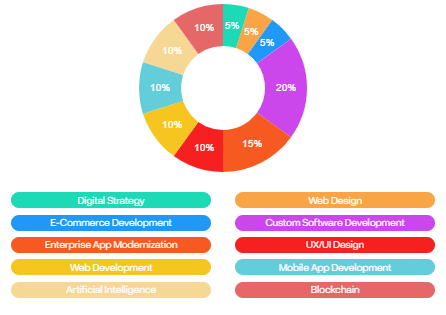 5%
5%
5%
20%
15%
10%
10%
10%
10%
10%
Digital Strategy
Web Design
E-Commerce Development
Custom Software Development
Enterprise App Modernization
UX/UI Design
Web Development
Mobile App Development
Artificial Intelligence
Blockchain